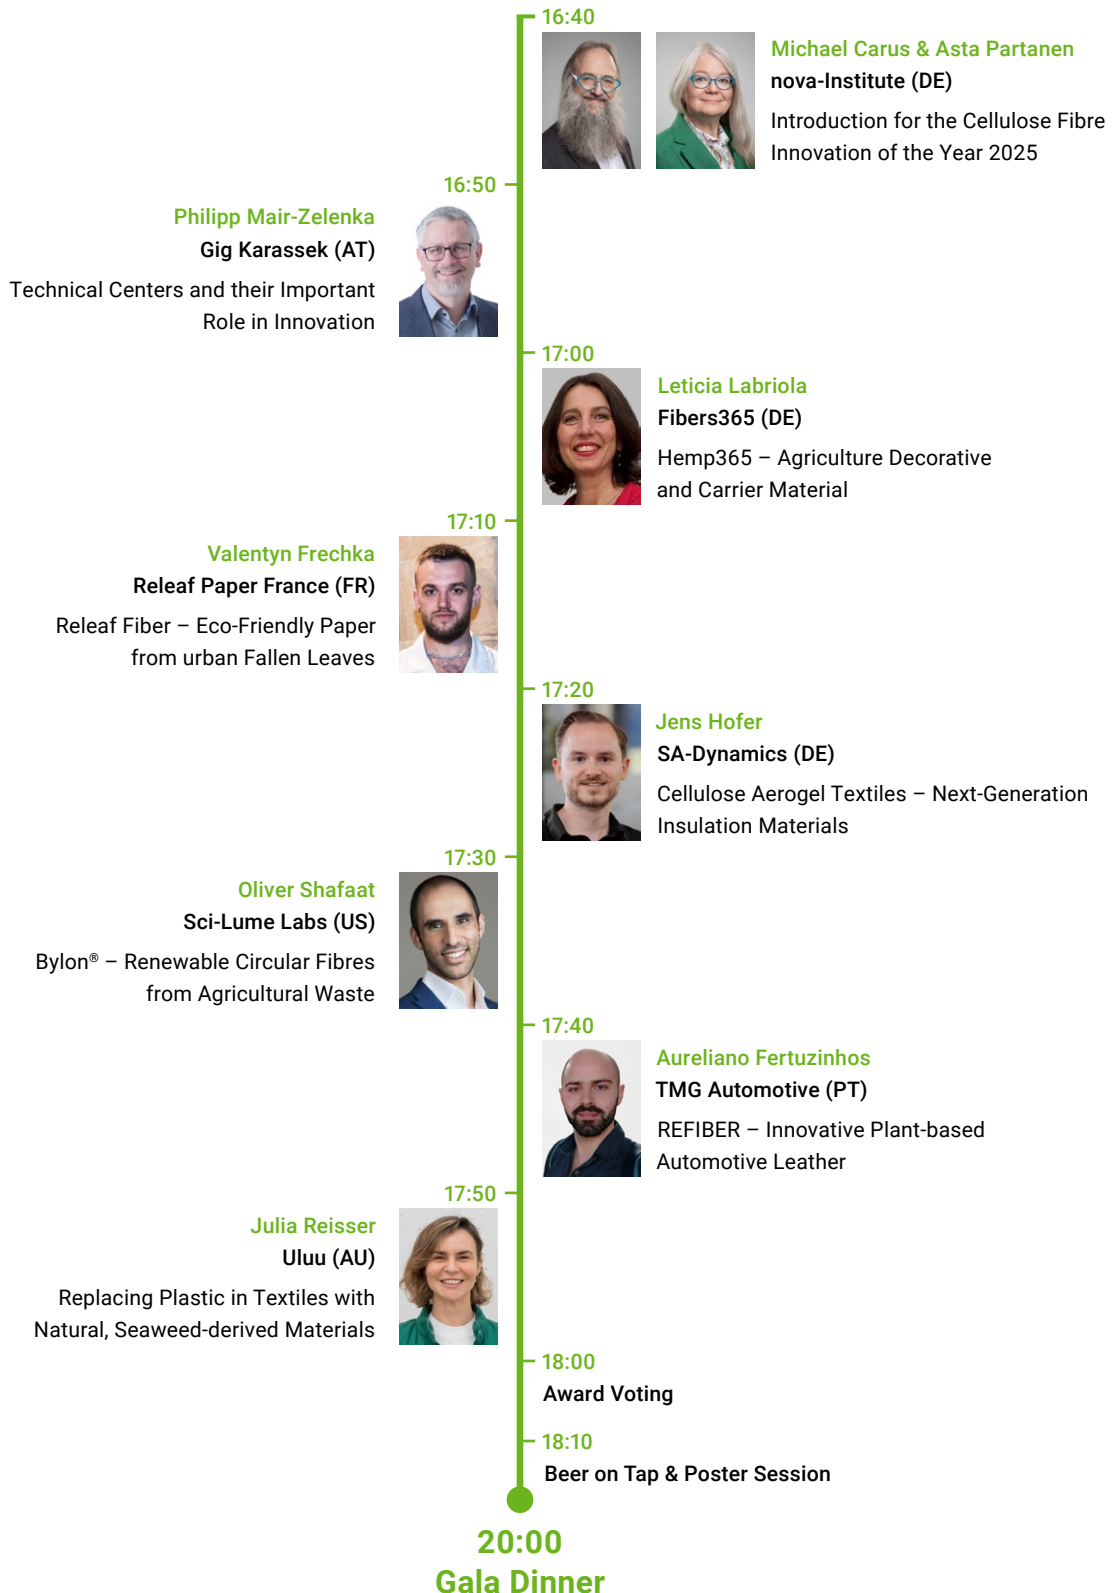 16:40
Michael Carus & Asta Partanen
nova-Institute (DE)
Introduction for the Cellulose Fibre
Innovation of the Year 2025
16:50
Philipp Mair-Zelenka
Gig Karassek (AT)
Technical Centers and their Important
Role in Innovation
17:00
Leticia Labriola
Fibers365 (DE)
Hemp365 – Agriculture Decorative
and Carrier Material
17:10
Valentyn Frechka
Releaf Paper France (FR)
Releaf Fiber – Eco-Friendly Paper
from urban Fallen Leaves
17:20
Jens Hofer
SA-Dynamics (DE)
Cellulose Aerogel Textiles – Next-Generation
Insulation Materials
17:30
Oliver Shafaat
Sci-Lume Labs (US)
Bylon® – Renewable Circular Fibres
from Agricultural Waste
17:40
Aureliano Fertuzinhos
TMG Automotive (PT)
REFIBER – Innovative Plant-based
Automotive Leather
17:50
Julia Reisser
Uluu (AU)
Replacing Plastic in Textiles with
Natural, Seaweed-derived Materials
18:00
Award Voting
18:10
Beer on Tap & Poster Session
20:00
Gala Dinner